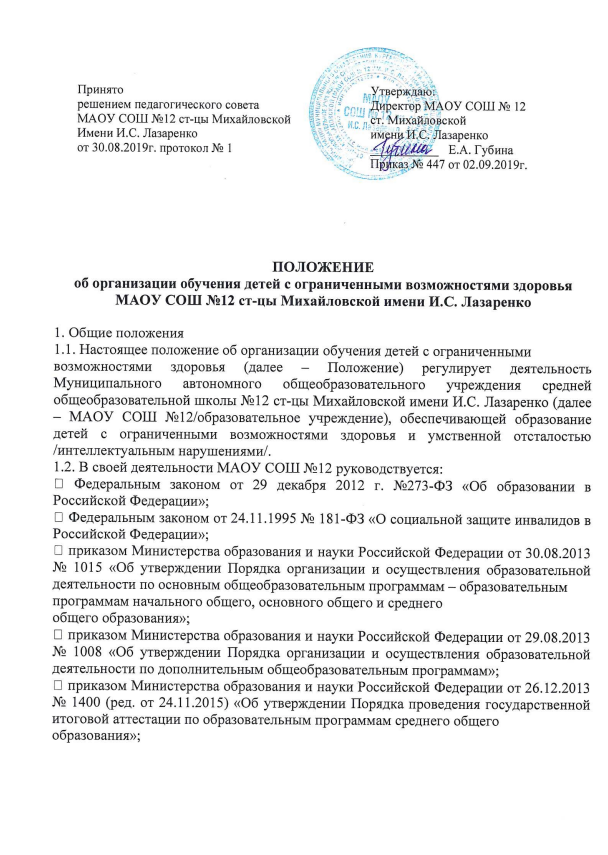 Принято
решением педагогического совета
МАОУ СОШ №12 ст-цы Михайловской
Имени И.С. Лазаренко
от 30.08.2019г. протокол № 1
Утверждаю:
Директор МАОУ СОШ № 12
ст. Михайловской
имени И.С. Лазаренко
____________ Е.А. Губина
Приказ № 447 от 02.09.2019г.
МАОУ
СОШ
ПОЛОЖЕНИЕ
об организации обучения детей с ограниченными возможностями здоровья
МАОУ СОШ №12 ст-цы Михайловской имени И.С. Лазаренко
1. Общие положения
1.1. Настоящее положение об организации обучения детей с ограниченными
возможностями здоровья (далее – Положение) регулирует деятельность
Муниципального автономного общеобразовательного учреждения средней
общеобразовательной школы №12 ст-цы Михайловской имени И.С. Лазаренко (далее
– МАОУ СОШ №12/образовательное учреждение), обеспечивающей образование
детей с ограниченными возможностями здоровья и умственной отсталостью
/интеллектуальным нарушениями/.
1.2. В своей деятельности МАОУ СОШ №12 руководствуется:
□ Федеральным законом от 29 декабря 2012 г. №273-ФЗ «Об образовании в
Российской Федерации»;
□ Федеральным законом от 24.11.1995 № 181-ФЗ «О социальной защите инвалидов в
Российской Федерации»;
□ приказом Министерства образования и науки Российской Федерации от 30.08.2013
№ 1015 «Об утверждении Порядка организации и осуществления образовательной
деятельности по основным общеобразовательным программам – образовательным
программам начального общего, основного общего и среднего
общего образования»;
□ приказом Министерства образования и науки Российской Федерации от 29.08.2013
№ 1008 «Об утверждении Порядка организации и осуществления образовательной
деятельности по дополнительным общеобразовательным программам»;
□ приказом Министерства образования и науки Российской Федерации от 26.12.2013
№ 1400 (ред. от 24.11.2015) «Об утверждении Порядка проведения государственной
итоговой аттестации по образовательным программам среднего общего
образования»;